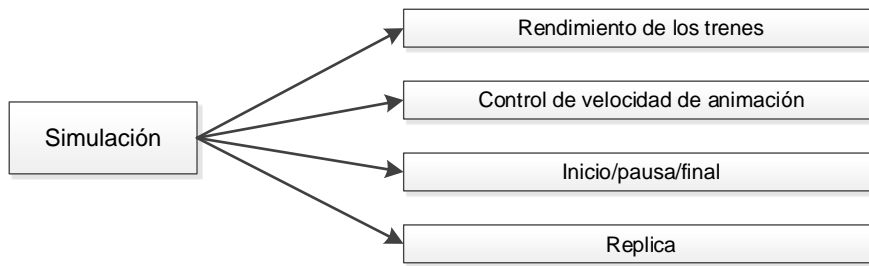 Simulación
Rendimiento de los trenes
Control de velocidad de animación
Inicio/pausa/final
Replica